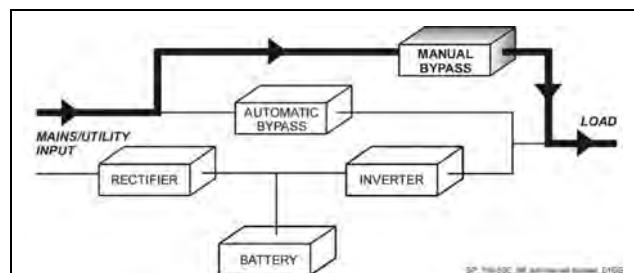 MANUAL
BYPASS
AUTOMATIC
BYPASS
MAINS/UTILITY
INPUT
LOAD
RECTIFIER
INVERTER
BATTERY